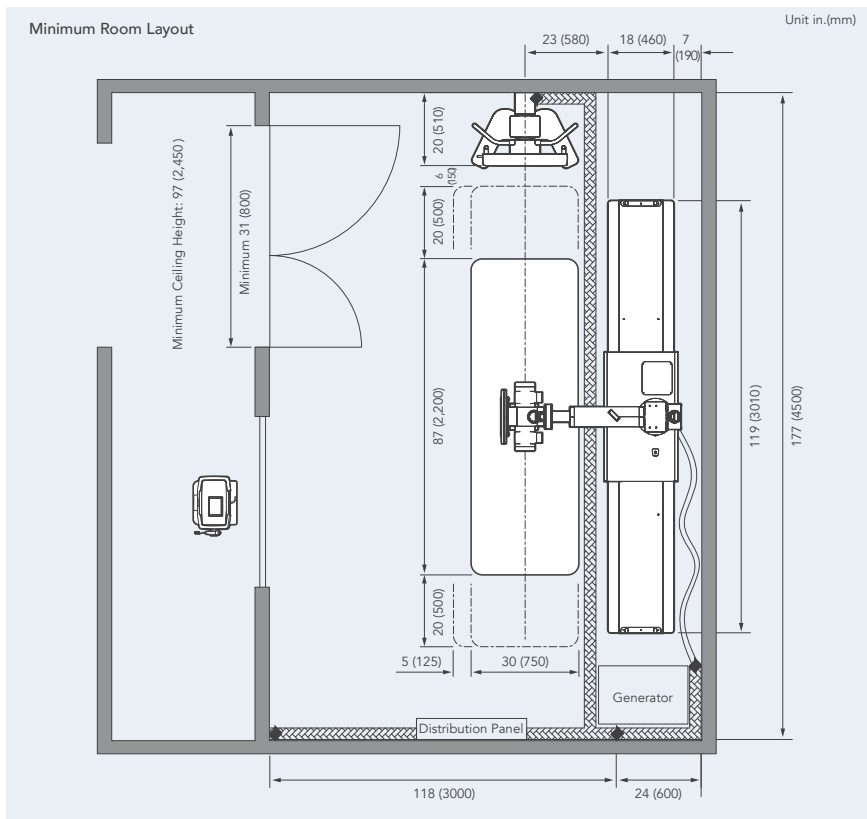 Minimum Room Layout
Unit in.(mm)
23 (580)
18 (460)
7
(190)
20 (510)
6
(150)
20 (500)
Minimum Ceiling Height: 97 (2,450)
Minimum 31 (800)
87 (2,200)
119 (3010)
177 (4500)
20 (500)
5 (125)
30 (750)
Generator
Distribution Panel
118 (3000)
24 (600)